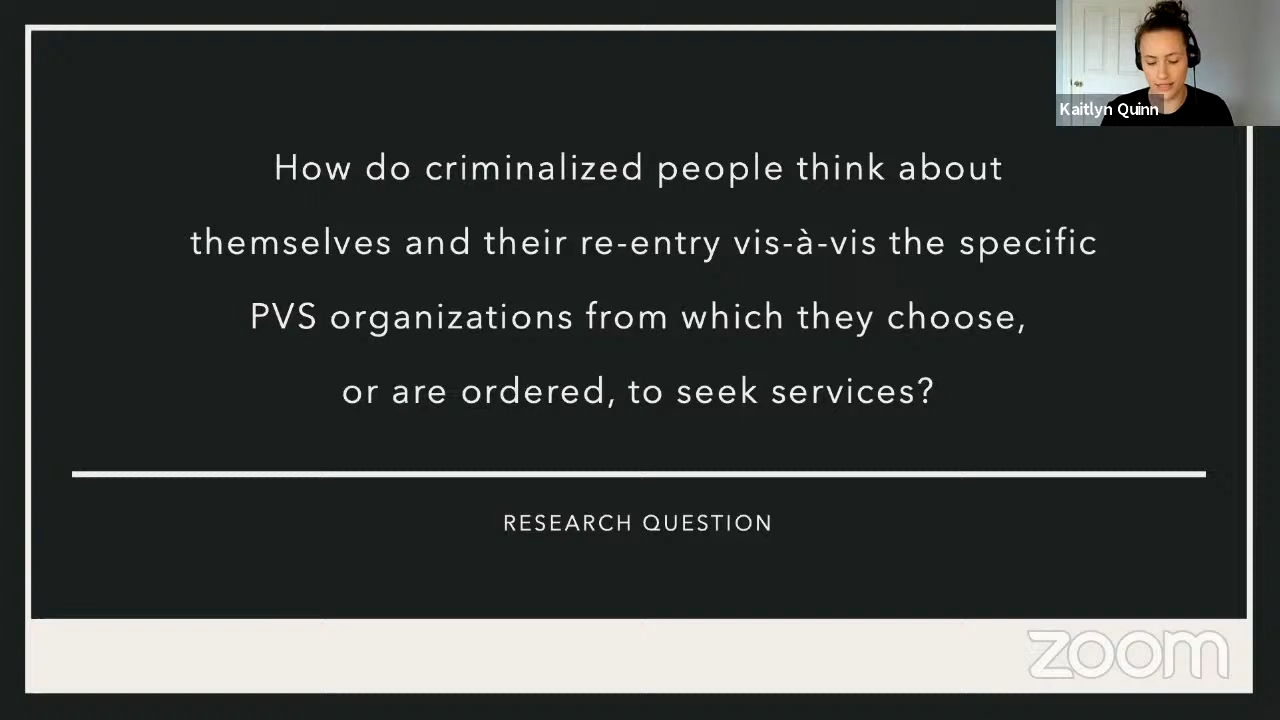 Kaitlyn Quinn
How do criminalized people think about
themselves and their re-entry vis-à-vis the specific
PVS organizations from which they choose,
or are ordered, to seek services?
RESEARCH QUESTION
zoom